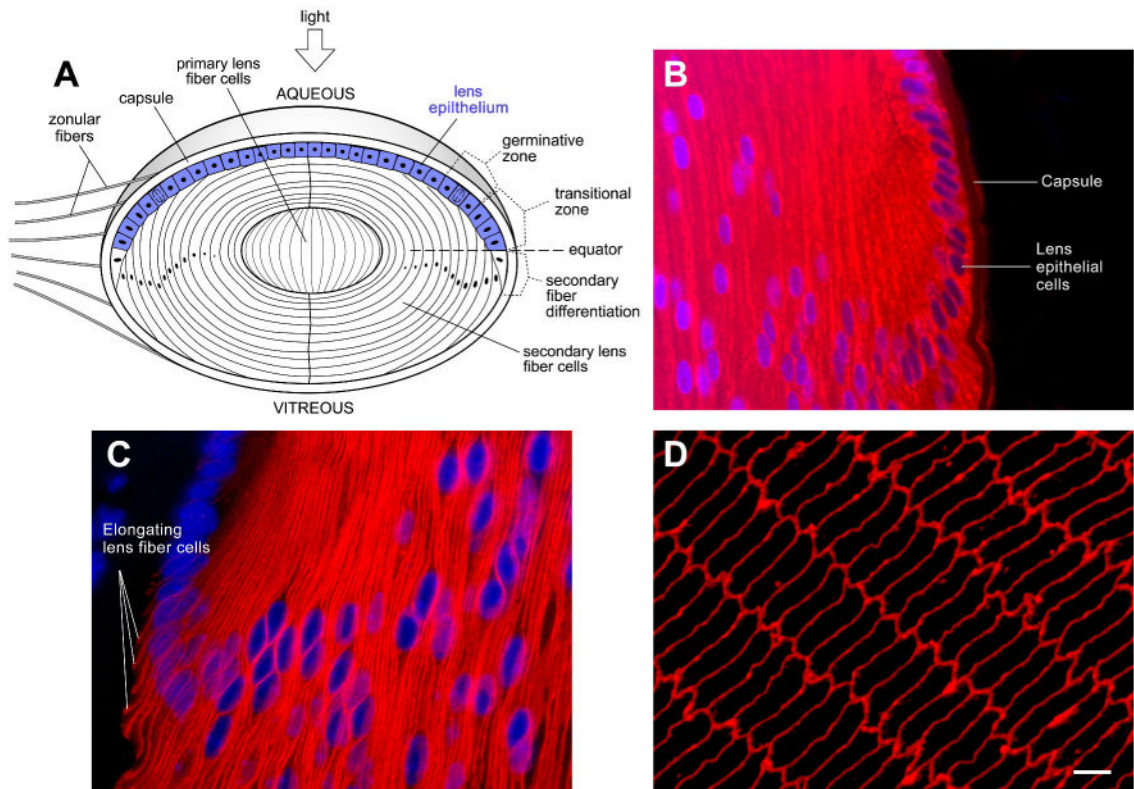 A
light
primary lens
fiber cells
AQUEOUS
capsule
lens
epilthelium
zonular
fibers
germinative
zone
transitional
zone
equator
secondary
fiber
differentiation
secondary lens
fiber cells
VITREOUS
B
Capsule
Lens
epithelial
cells
C
Elongating
lens fiber cells
D